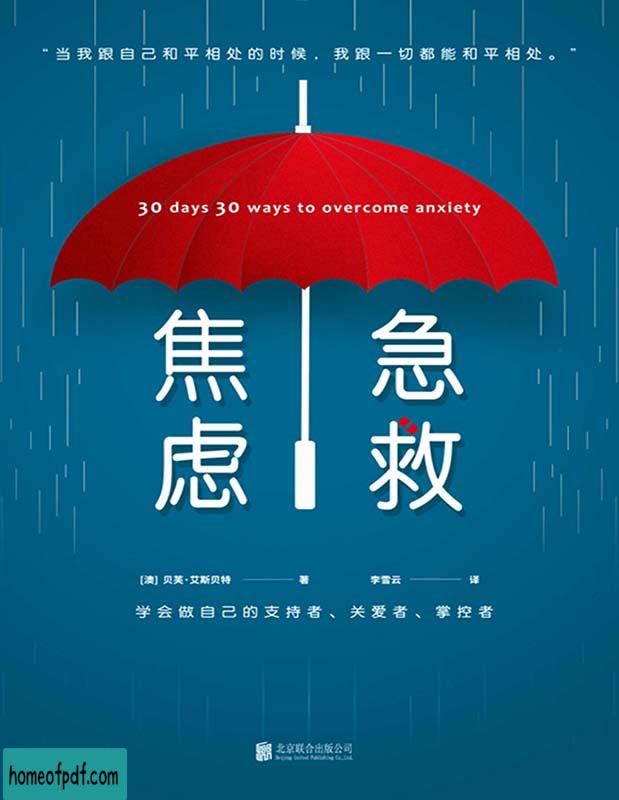 “当我跟自己和平相处的时候，我跟一切都能和平相处。”
30 days 30 ways to overcome anxiety
焦虑
急救
[澳] 贝芙·艾斯贝特 —— 著 李雪云 —— 译
学会做自己的支持者、关爱者、掌控者
北京联合出版公司
Beijing United Publishing Co.,Ltd.
homeofpdf.com